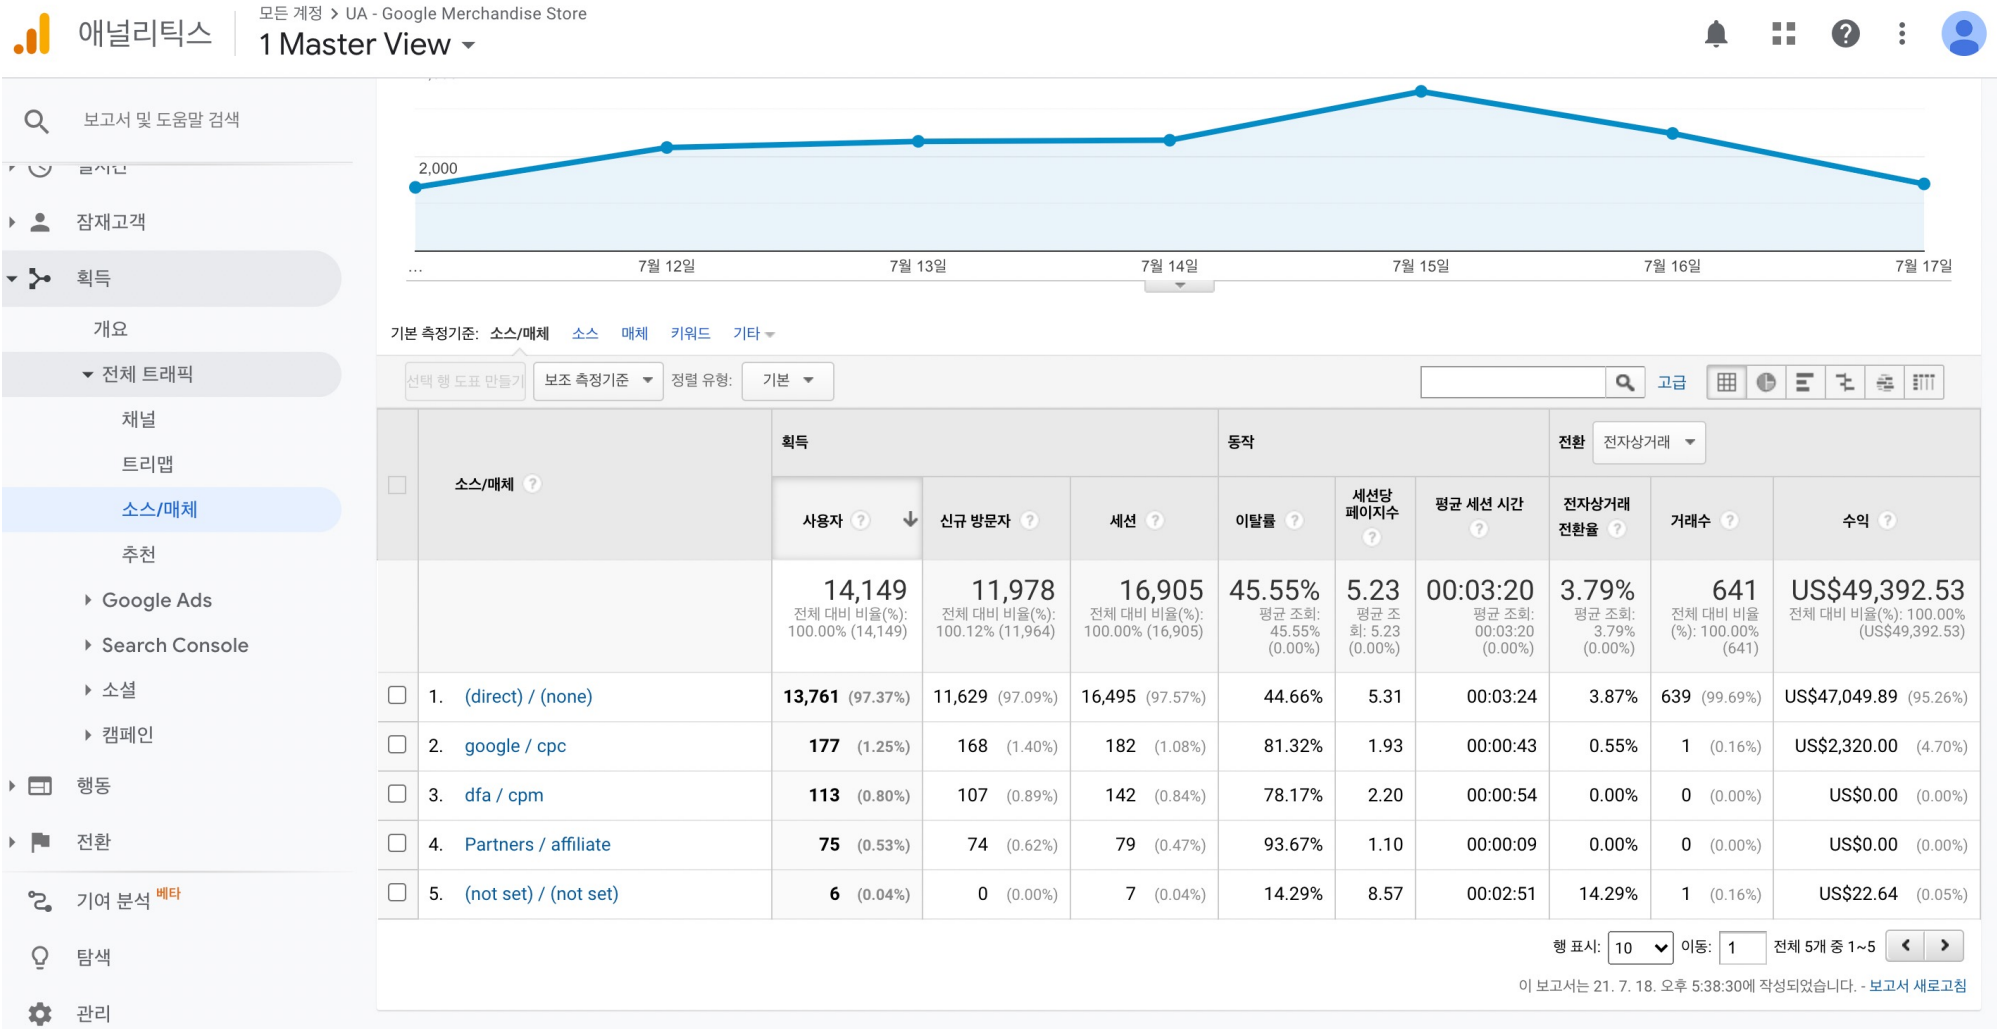 애널리틱스
모든 계정 > UA - Google Merchandise Store
1 Master View
보고서 및 도움말 검색
실시간
잠재고객
획득
개요
전체 트래픽
채널
트리맵
소스/매체
추천
Google Ads
Search Console
소셜
캠페인
행동
전환
기여 분석 베타
탐색
관리
2,000
... 7월 12일 7월 13일 7월 14일 7월 15일 7월 16일 7월 17일
기본 측정기준: 소스/매체 소스 매체 키워드 기타
선택 행 도표 만들기 보조 측정기준 정렬 유형: 기본 고급
소스/매체 ?
획득 동작 전환 전자상거래
사용자 ? 신규 방문자 ? 세션 ? 이탈률 ? 세션당 페이지수 ? 평균 세션 시간 ? 전자상거래 전환율 ? 거래수 ? 수익 ?
14,149
전체 대비 비율(%):
100.00% (14,149)
11,978
전체 대비 비율(%):
100.12% (11,964)
16,905
전체 대비 비율(%):
100.00% (16,905)
45.55%
평균 조회:
45.55%
(0.00%)
5.23
평균 조
회: 5.23
(0.00%)
00:03:20
평균 조회:
00:03:20
(0.00%)
3.79%
평균 조회:
3.79%
(0.00%)
641
전체 대비 비율
(%): 100.00%
(641)
US$49,392.53
전체 대비 비율(%): 100.00%
(US$49,392.53)
1. (direct) / (none) 13,761 (97.37%) 11,629 (97.09%) 16,495 (97.57%) 44.66% 5.31 00:03:24 3.87% 639 (99.69%) US$47,049.89 (95.26%)
2. google / cpc 177 (1.25%) 168 (1.40%) 182 (1.08%) 81.32% 1.93 00:00:43 0.55% 1 (0.16%) US$2,320.00 (4.70%)
3. dfa / cpm 113 (0.80%) 107 (0.89%) 142 (0.84%) 78.17% 2.20 00:00:54 0.00% 0 (0.00%) US$0.00 (0.00%)
4. Partners / affiliate 75 (0.53%) 74 (0.62%) 79 (0.47%) 93.67% 1.10 00:00:09 0.00% 0 (0.00%) US$0.00 (0.00%)
5. (not set) / (not set) 6 (0.04%) 0 (0.00%) 7 (0.04%) 14.29% 8.57 00:02:51 14.29% 1 (0.16%) US$22.64 (0.05%)
행 표시: 10 이동: 1 전체 5개 중 1~5
이 보고서는 21. 7. 18. 오후 5:38:30에 작성되었습니다. - 보고서 새로고침